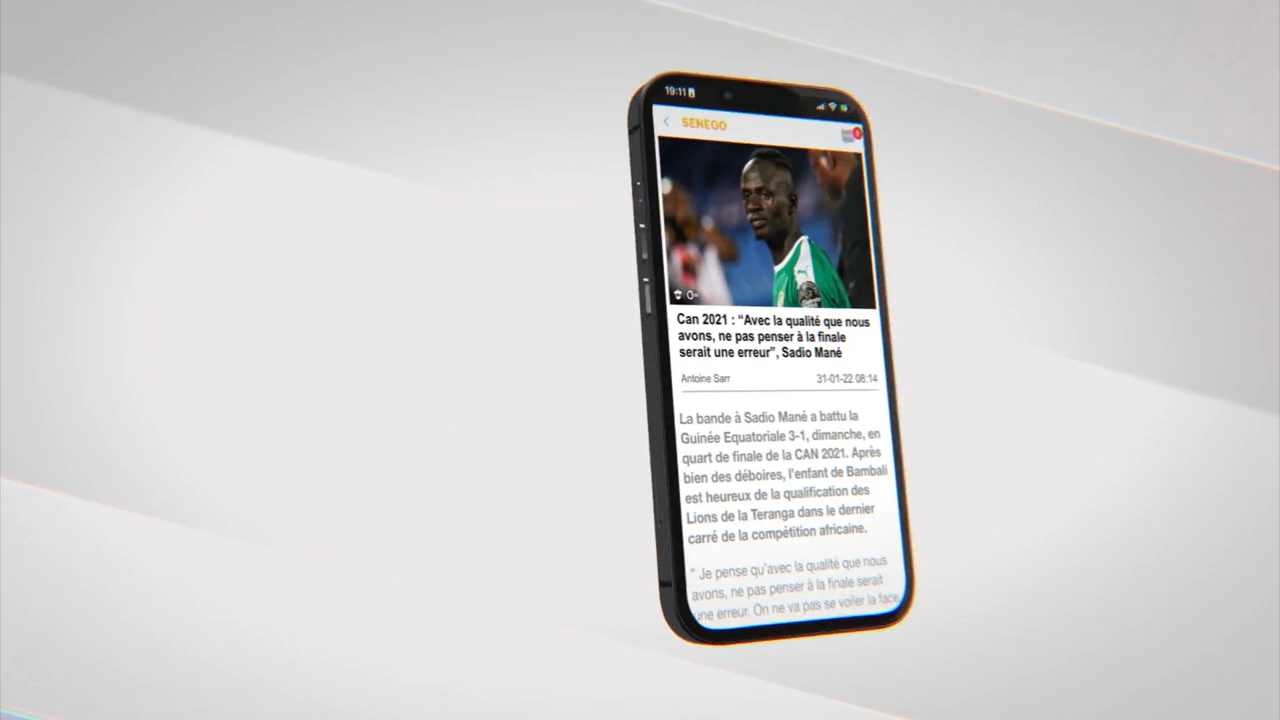 19:11
SENEGO
Can 2021 : “Avec la qualité que nous
avons, ne pas penser à la finale
serait une erreur”, Sadio Mané
Antoine Sarr 31-01-22 08:14
La bande à Sadio Mané a battu la
Guinée Equatoriale 3-1, dimanche, en
quart de finale de la CAN 2021. Après
bien des déboires, l’enfant de Bambali
est heureux de la qualification des
Lions de la Teranga dans le dernier
carré de la compétition africaine.
“ Je pense qu’avec la qualité que nous
avons, ne pas penser à la finale serait
une erreur. On ne va pas se voiler la face